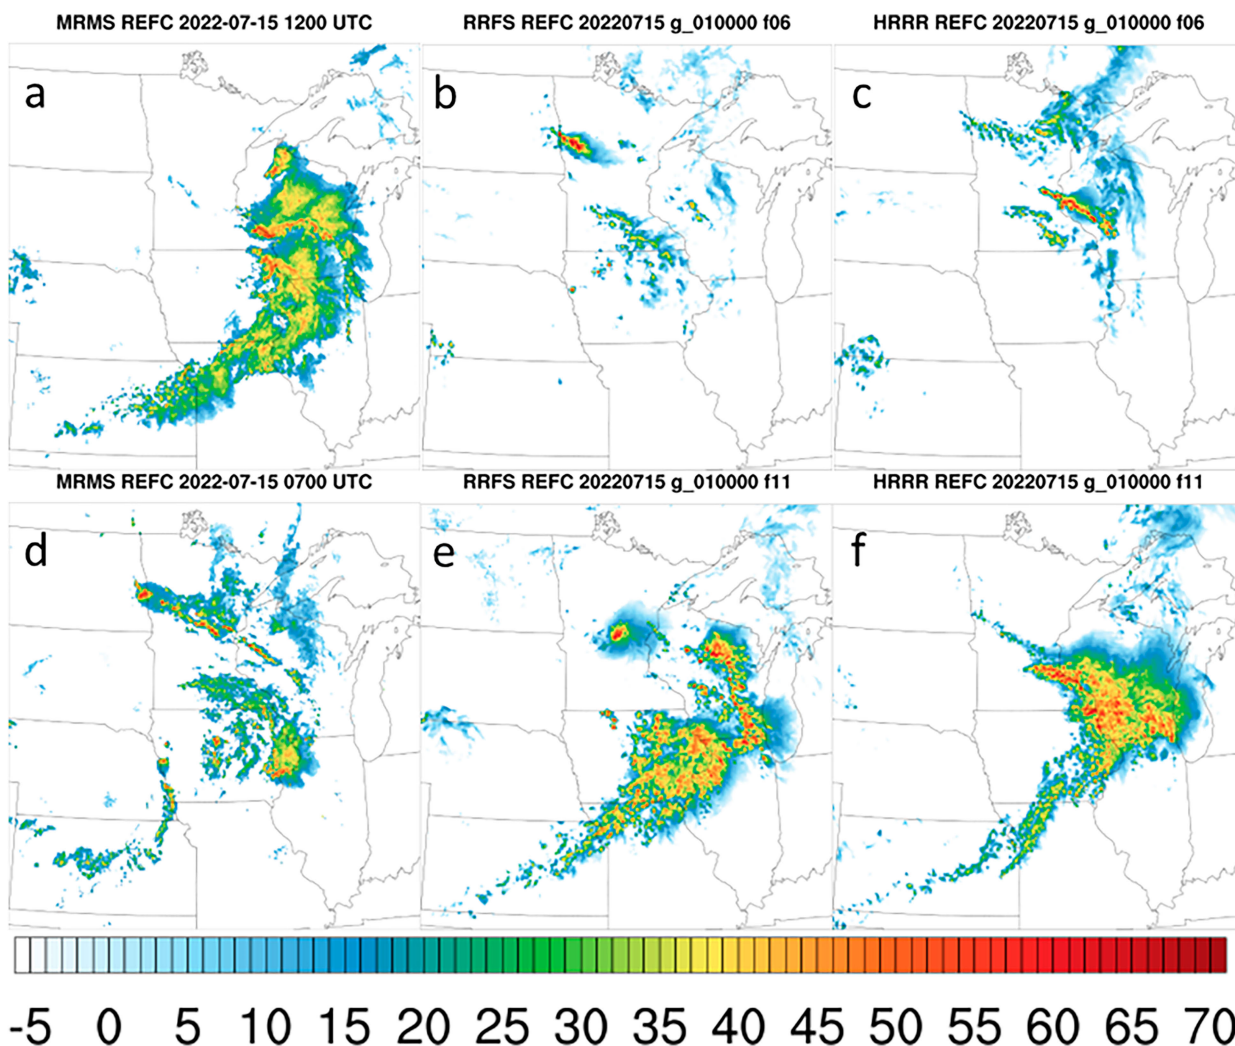 MRMS REFC 2022-07-15 1200 UTC
RRFS REFC 20220715 g_010000 f06
HRRR REFC 20220715 g_010000 f06
a
b
c
MRMS REFC 2022-07-15 0700 UTC
RRFS REFC 20220715 g_010000 f11
HRRR REFC 20220715 g_010000 f11
d
e
f
-5 0 5 10 15 20 25 30 35 40 45 50 55 60 65 70